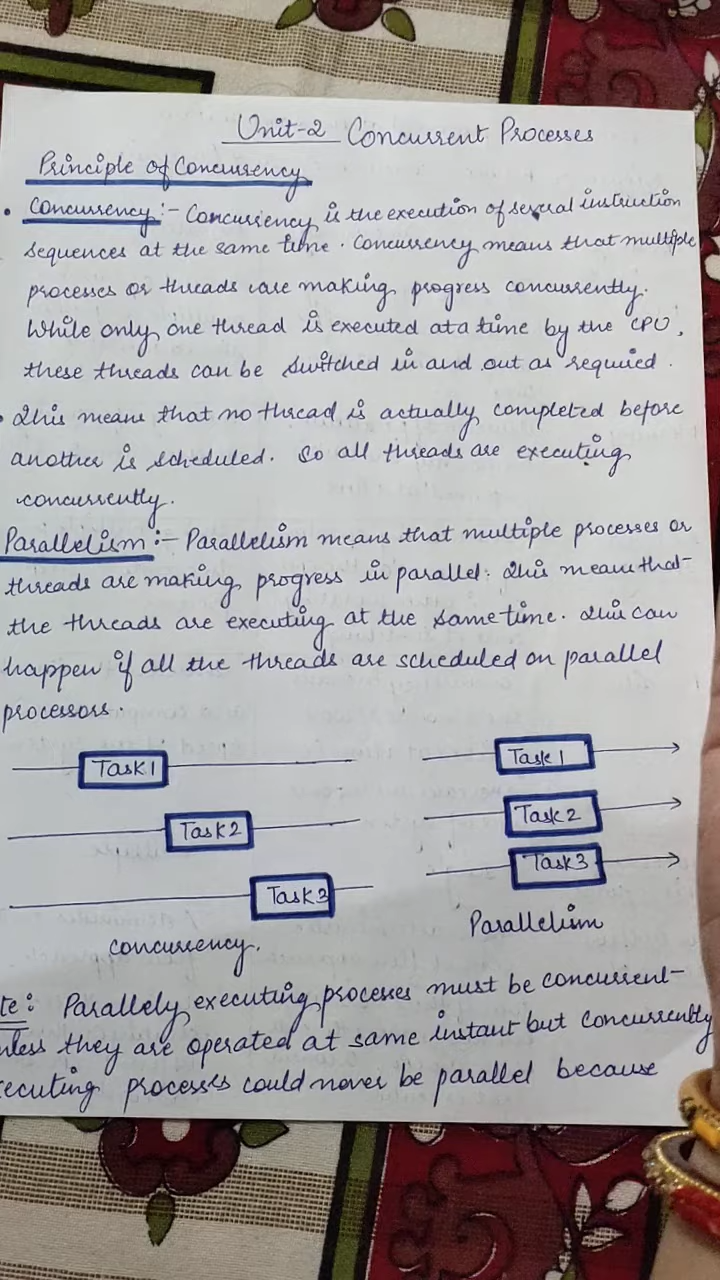 Unit-2 Concurrent Processes
Principle of Concurrency
• Concurrency :- Concurrency is the execution of several instruction
sequences at the same time. Concurrency means that multiple
processes or threads are making progress concurrently.
While only one thread is executed at a time by the CPU,
these threads can be switched in and out as required.
• This means that no thread is actually completed before
another is scheduled. So all threads are executing
concurrently.
Parallelism :- Parallelism means that multiple processes or
threads are making progress in parallel. This means that
the threads are executing at the same time. This can
happen if all the threads are scheduled on parallel
processors.
Task1
Task2
Task3
concurrency.
Task1
Task2
Task3
Parallelism
te: Parallely executing processes must be concurrent
nless they are operated at same instant but concurrently
ecuting processes could never be parallel because